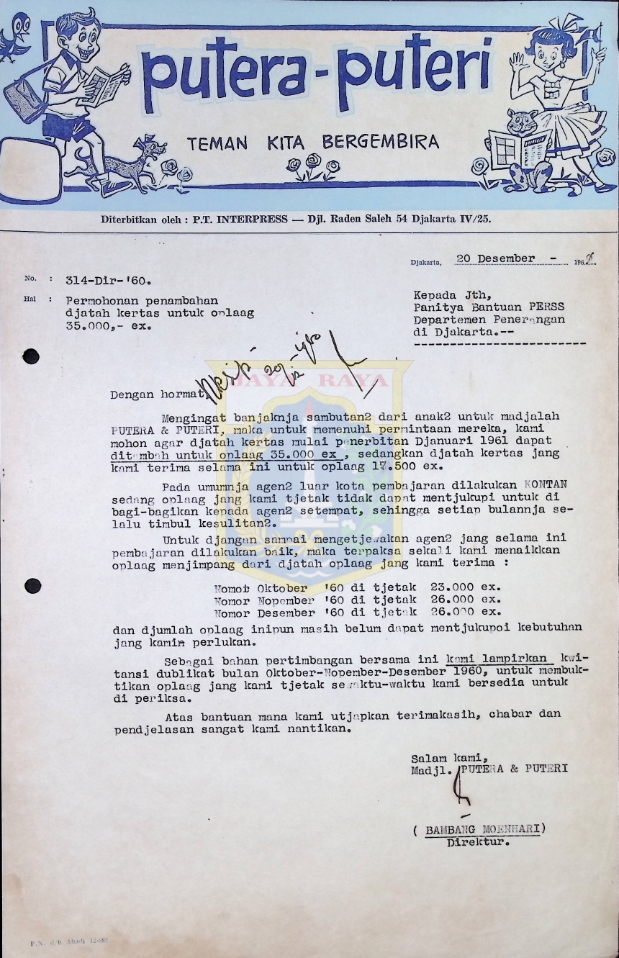 putera-puteri
TEMAN KITA BERGEMBIRA
Diterbitkan oleh : P.T. INTERPRESS — Djl. Raden Saleh 54 Djakarta IV/25.
Djakarta, 20 Desember - 196
No. : 314-Dir-'60.
Hal : Permohonan penambahan
djatah kertas untuk oplaag
35.000,- ex.
Kepada Jth,
Panitya Bantuan PERSS
Departemen Penerangan
di Djakarta.--
JAYA RAYA
Dengan hormat,
Mengingat banjaknja sambutan2 dari anak2 untuk madjalah
PUTERA & PUTERI, maka untuk memenuhi permintaan mereka, kami
mohon agar djatah kertas mulai penerbitan Djanuari 1961 dapat
ditambah untuk oplaag 35.000 ex , sedangkan djatah kertas jang
kami terima selama ini untuk oplaag 17.500 ex.
Pada umumnja agen2 luar kota pembajaran dilakukan KONTAN
sedang oplaag jang kami tjetak tidak dapat mentjukupi untuk di
bagi-bagikan kepada agen2 setempat, sehingga setiap bulannja se-
lalu timbul kesulitan2.
Untuk djangan sampai mengetjewakan agen2 jang selama ini
pembajaran dilakukan baik, maka terpaksa sekali kami menaikkan
oplaag menjimpang dari djatah oplaag jang kami terima :
Nomor Oktober '60 di tjetak 23.000 ex.
Nomor Nopember '60 di tjetak 26.000 ex.
Nomor Desember '60 di tjetak 26.000 ex.
dan djumlah oplaag inipun masih belum dapat mentjukupoi kebutuhan
jang kamim perlukan.
Sebagai bahan pertimbangan bersama ini kami lampirkan kwi-
tansi dublikat bulan Oktober-Nopember-Desember 1960, untuk membuk-
tikan oplaag jang kami tjetak sewaktu-waktu kami bersedia untuk
di periksa.
Atas bantuan mana kami utjapkan terimakasih, chabar dan
pendjelasan sangat kami nantikan.
Salam kami,
Madjl. PUTERA & PUTERI
( BAMBANG MOENHARI)
Direktur.